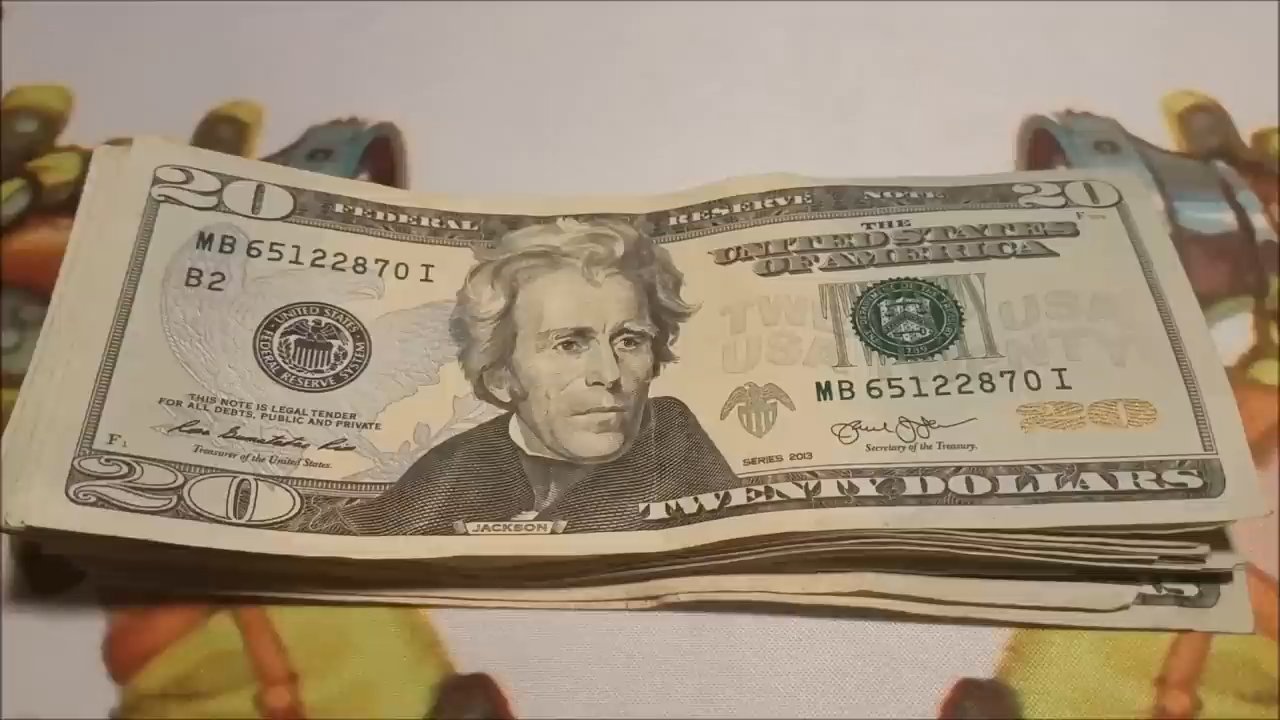 20 FEDERAL RESERVE NOTE 20
THE
UNITED STATES
OF AMERICA
MB 65122870 I
B2
UNITED STATES
FEDERAL RESERVE SYSTEM
TWENTY
USA
USA
NTY
MB 65122870 I
20
THIS NOTE IS LEGAL TENDER
FOR ALL DEBTS, PUBLIC AND PRIVATE
Treasurer of the United States.
F1
Secretary of the Treasury.
SERIES 2013
20
JACKSON
TWENTY DOLLARS